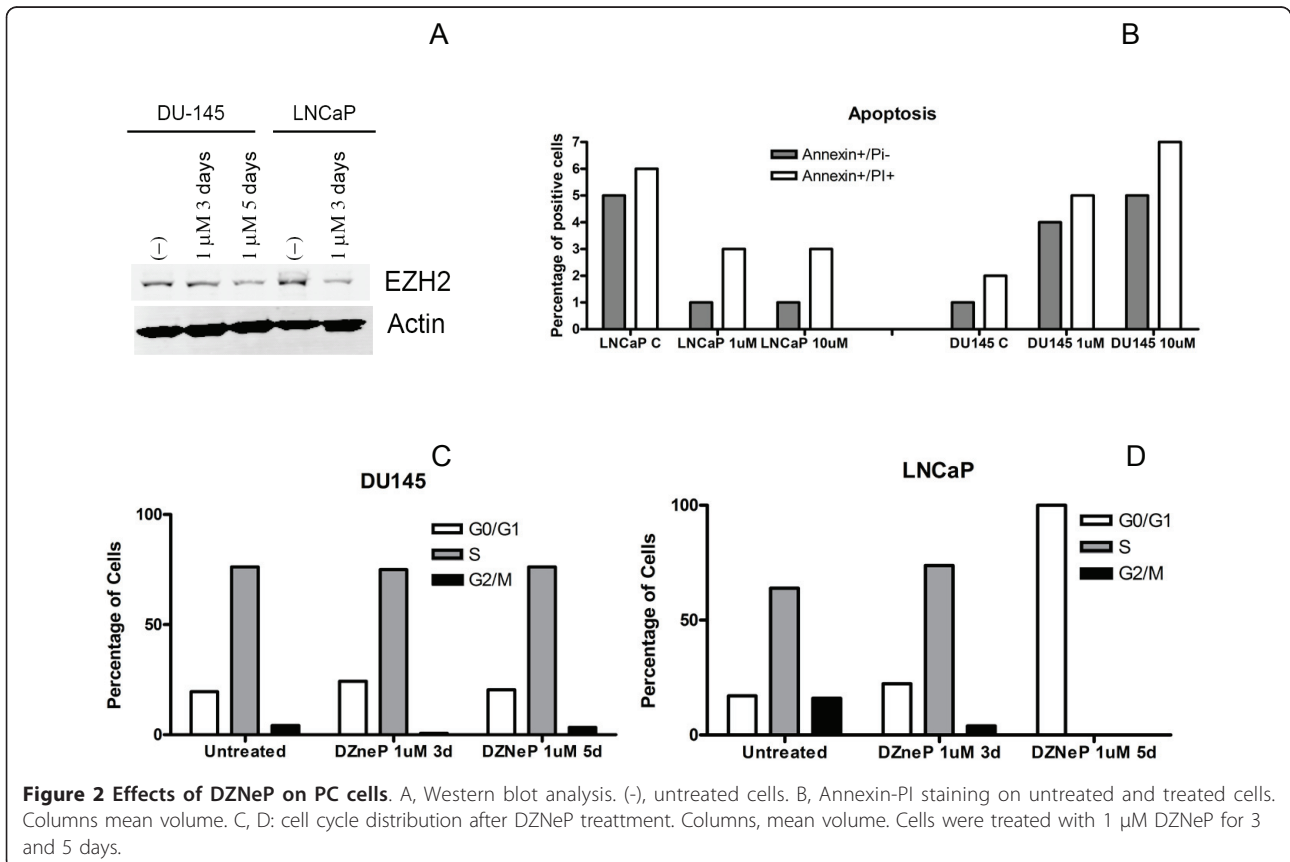 A
DU-145 LNCaP
(–) 1 µM 3 days 1 µM 5 days (–) 1 µM 3 days
EZH2
Actin
B
Apoptosis
Annexin+/Pi-
Annexin+/PI+
Percentage of positive cells
7
6
5
4
3
2
1
0
LNCaP C LNCaP 1uM LNCaP 10uM DU145 C DU145 1uM DU145 10uM
C
DU145
G0/G1
S
G2/M
Percentage of Cells
100
50
0
Untreated DZneP 1uM 3d DZNeP 1uM 5d
D
LNCaP
G0/G1
S
G2/M
Percentage of Cells
100
50
0
Untreated DZneP 1uM 3d DZNeP 1uM 5d
Figure 2 Effects of DZNeP on PC cells. A, Western blot analysis. (-), untreated cells. B, Annexin-PI staining on untreated and treated cells.
Columns mean volume. C, D: cell cycle distribution after DZNeP treattment. Columns, mean volume. Cells were treated with 1 μM DZNeP for 3
and 5 days.